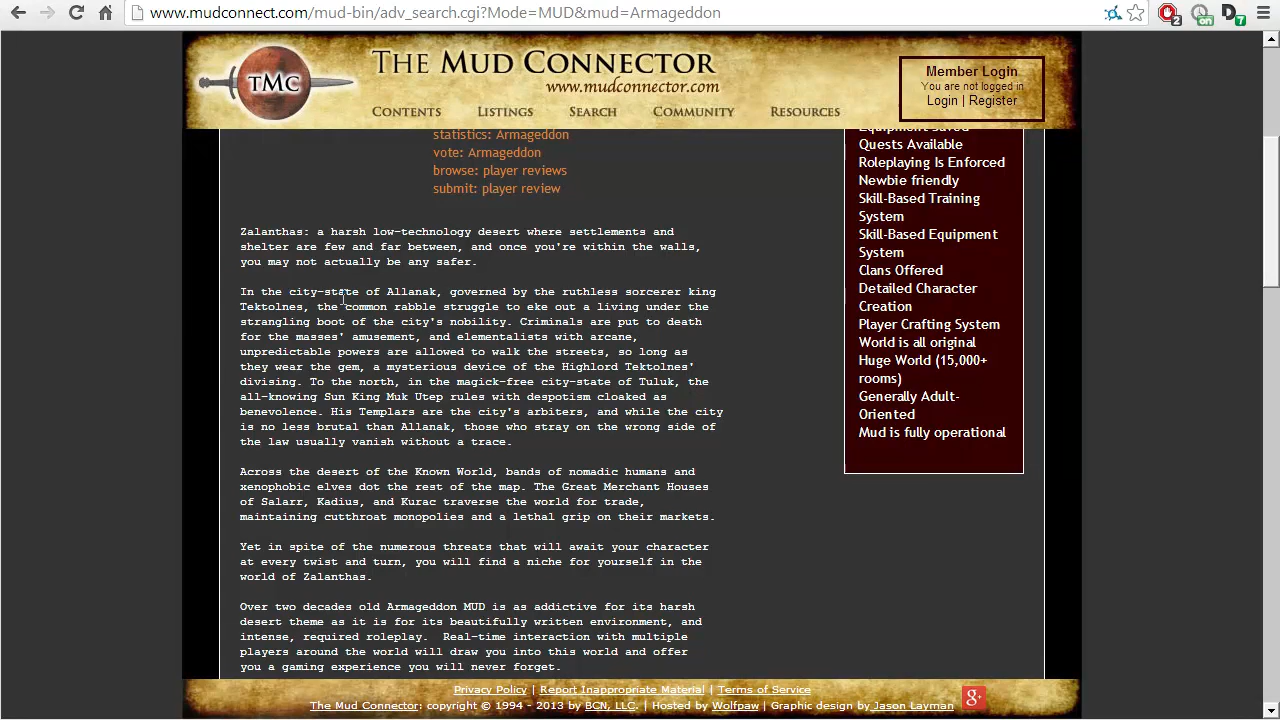 www.mudconnect.com/mud-bin/adv_search.cgi?Mode=MUD&mud=Armageddon
2
on
D
7
TMC
THE MUD CONNECTOR
www.mudconnector.com
CONTENTS LISTINGS SEARCH COMMUNITY RESOURCES
Member Login
You are not logged in
Login | Register
statistics: Armageddon
vote: Armageddon
browse: player reviews
submit: player review
Zalanthas: a harsh low-technology desert where settlements and
shelter are few and far between, and once you're within the walls,
you may not actually be any safer.
In the city-state of Allanak, governed by the ruthless sorcerer king
Tektolnes, the common rabble struggle to eke out a living under the
strangling boot of the city's nobility. Criminals are put to death
for the masses' amusement, and elementalists with arcane,
unpredictable powers are allowed to walk the streets, so long as
they wear the gem, a mysterious device of the Highlord Tektolnes'
divising. To the north, in the magick-free city-state of Tuluk, the
all-knowing Sun King Muk Utep rules with despotism cloaked as
benevolence. His Templars are the city's arbiters, and while the city
is no less brutal than Allanak, those who stray on the wrong side of
the law usually vanish without a trace.
Across the desert of the Known World, bands of nomadic humans and
xenophobic elves dot the rest of the map. The Great Merchant Houses
of Salarr, Kadius, and Kurac traverse the world for trade,
maintaining cutthroat monopolies and a lethal grip on their markets.
Yet in spite of the numerous threats that will await your character
at every twist and turn, you will find a niche for yourself in the
world of Zalanthas.
Over two decades old Armageddon MUD is as addictive for its harsh
desert theme as it is for its beautifully written environment, and
intense, required roleplay. Real-time interaction with multiple
players around the world will draw you into this world and offer
you a gaming experience you will never forget.
Equipment Saved
Quests Available
Roleplaying Is Enforced
Newbie friendly
Skill-Based Training
System
Skill-Based Equipment
System
Clans Offered
Detailed Character
Creation
Player Crafting System
World is all original
Huge World (15,000+
rooms)
Generally Adult-
Oriented
Mud is fully operational
Privacy Policy | Report Inappropriate Material | Terms of Service
The Mud Connector: copyright © 1994 - 2013 by BCN, LLC. | Hosted by Wolfpaw | Graphic design by Jason Layman
g+